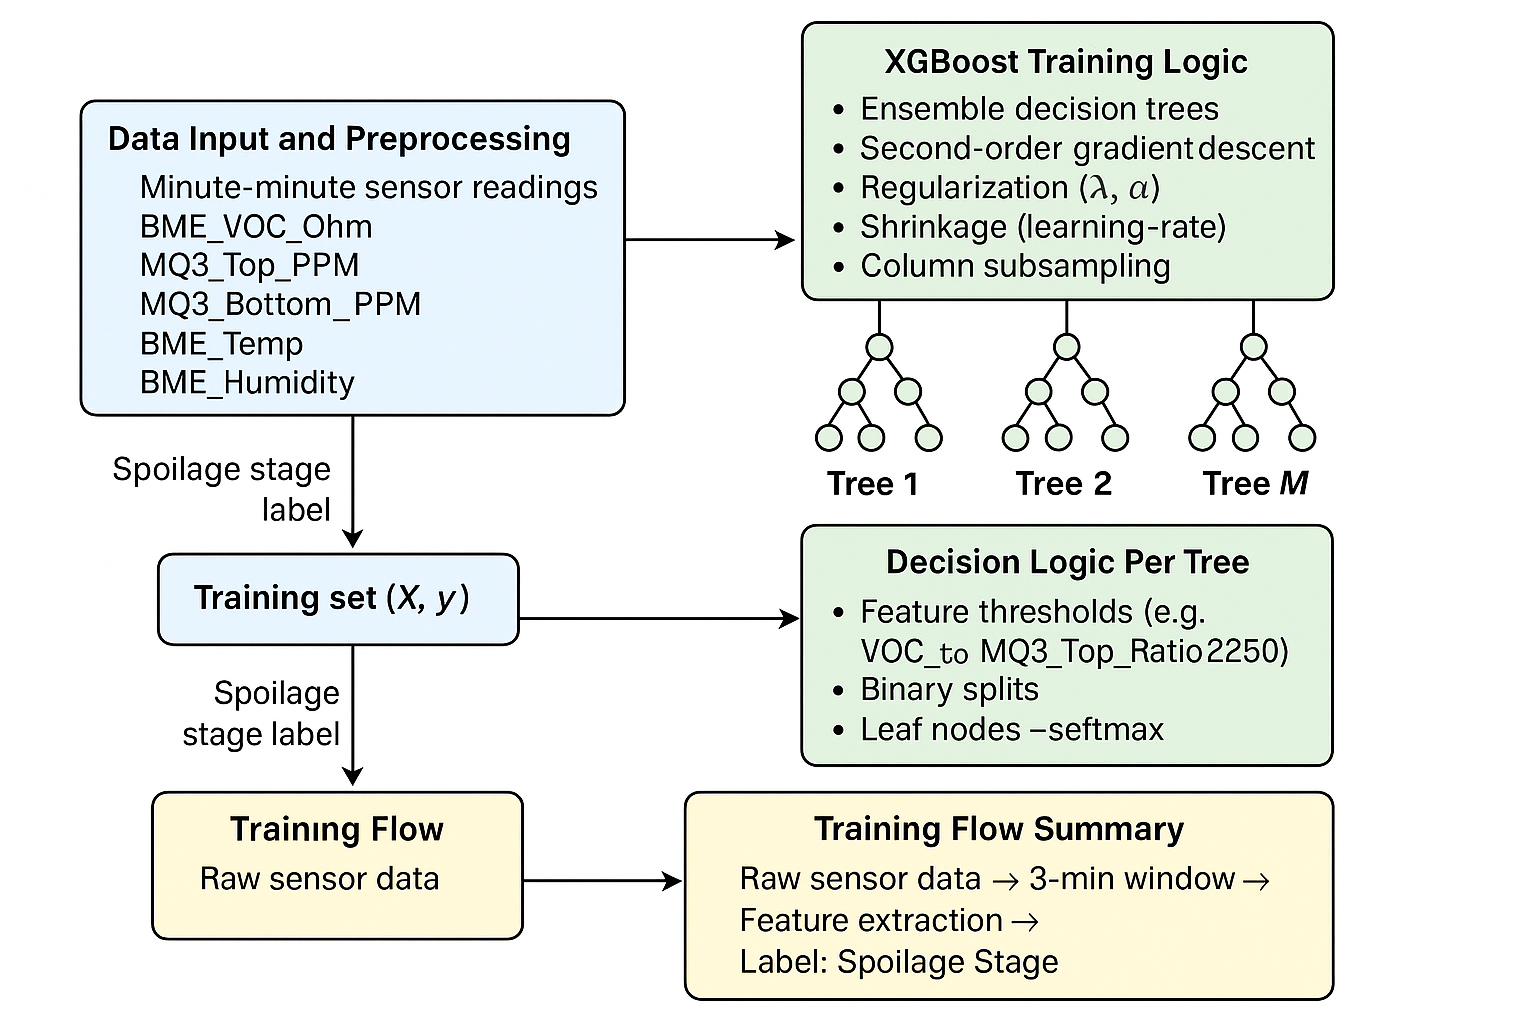 Data Input and Preprocessing
Minute-minute sensor readings
BME_VOC_Ohm
MQ3_Top_PPM
MQ3_Bottom_PPM
BME_Temp
BME_Humidity
XGBoost Training Logic
• Ensemble decision trees
• Second-order gradient descent
• Regularization (λ, α)
• Shrinkage (learning-rate)
• Column subsampling
Tree 1
Tree 2
Tree M
Spoilage stage
label
Training set (X, y)
Decision Logic Per Tree
• Feature thresholds (e.g.
VOC_to MQ3_Top_Ratio 2250)
• Binary splits
• Leaf nodes –seftmax
Spoilage
stage label
Trainıng Flow
Raw sensor data
Training Flow Summary
Raw sensor data → 3-min window →
Feature extraction →
Label: Spoilage Stage